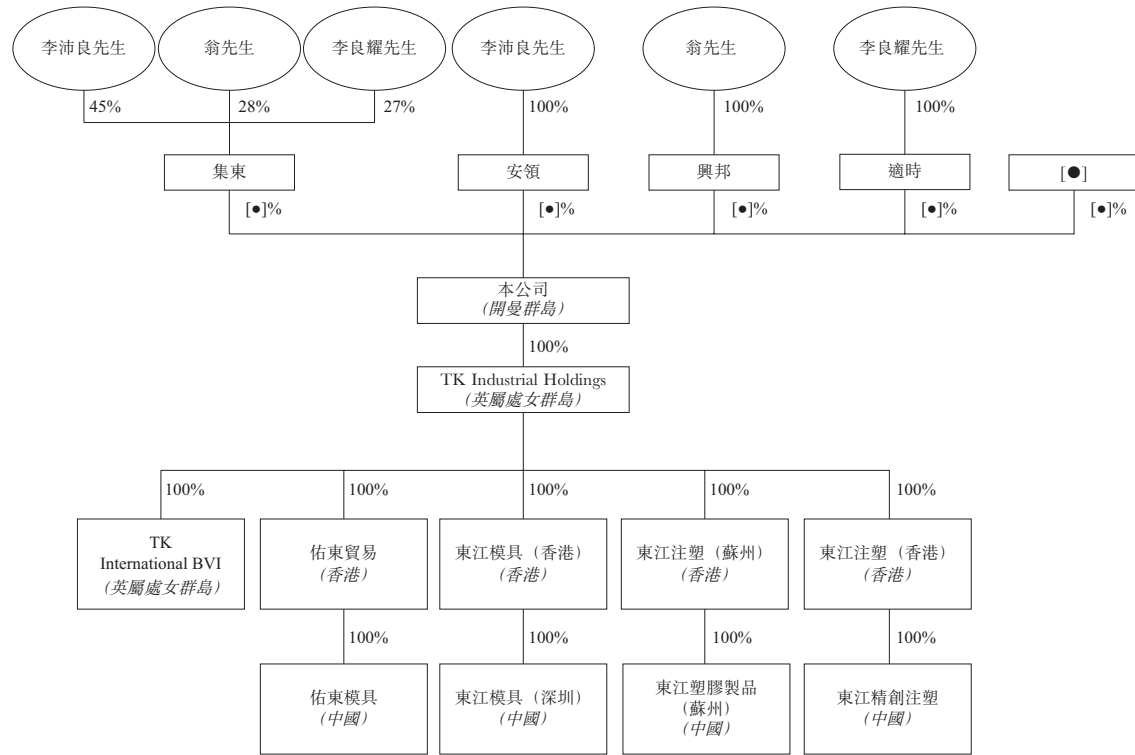 李沛良先生
翁先生
李良耀先生
李沛良先生
翁先生
李良耀先生
45%
28%
27%
100%
100%
100%
集東
安領
興邦
適時
[●]
[●]%
[●]%
[●]%
[●]%
[●]%
本公司
(開曼群島)
100%
TK Industrial Holdings
(英屬處女群島)
100%
100%
100%
100%
100%
TK
International BVI
(英屬處女群島)
佑東貿易
(香港)
東江模具（香港）
(香港)
東江注塑（蘇州）
(香港)
東江注塑（香港）
(香港)
100%
100%
100%
100%
佑東模具
(中國)
東江模具（深圳）
(中國)
東江塑膠製品
(蘇州)
(中國)
東江精創注塑
(中國)